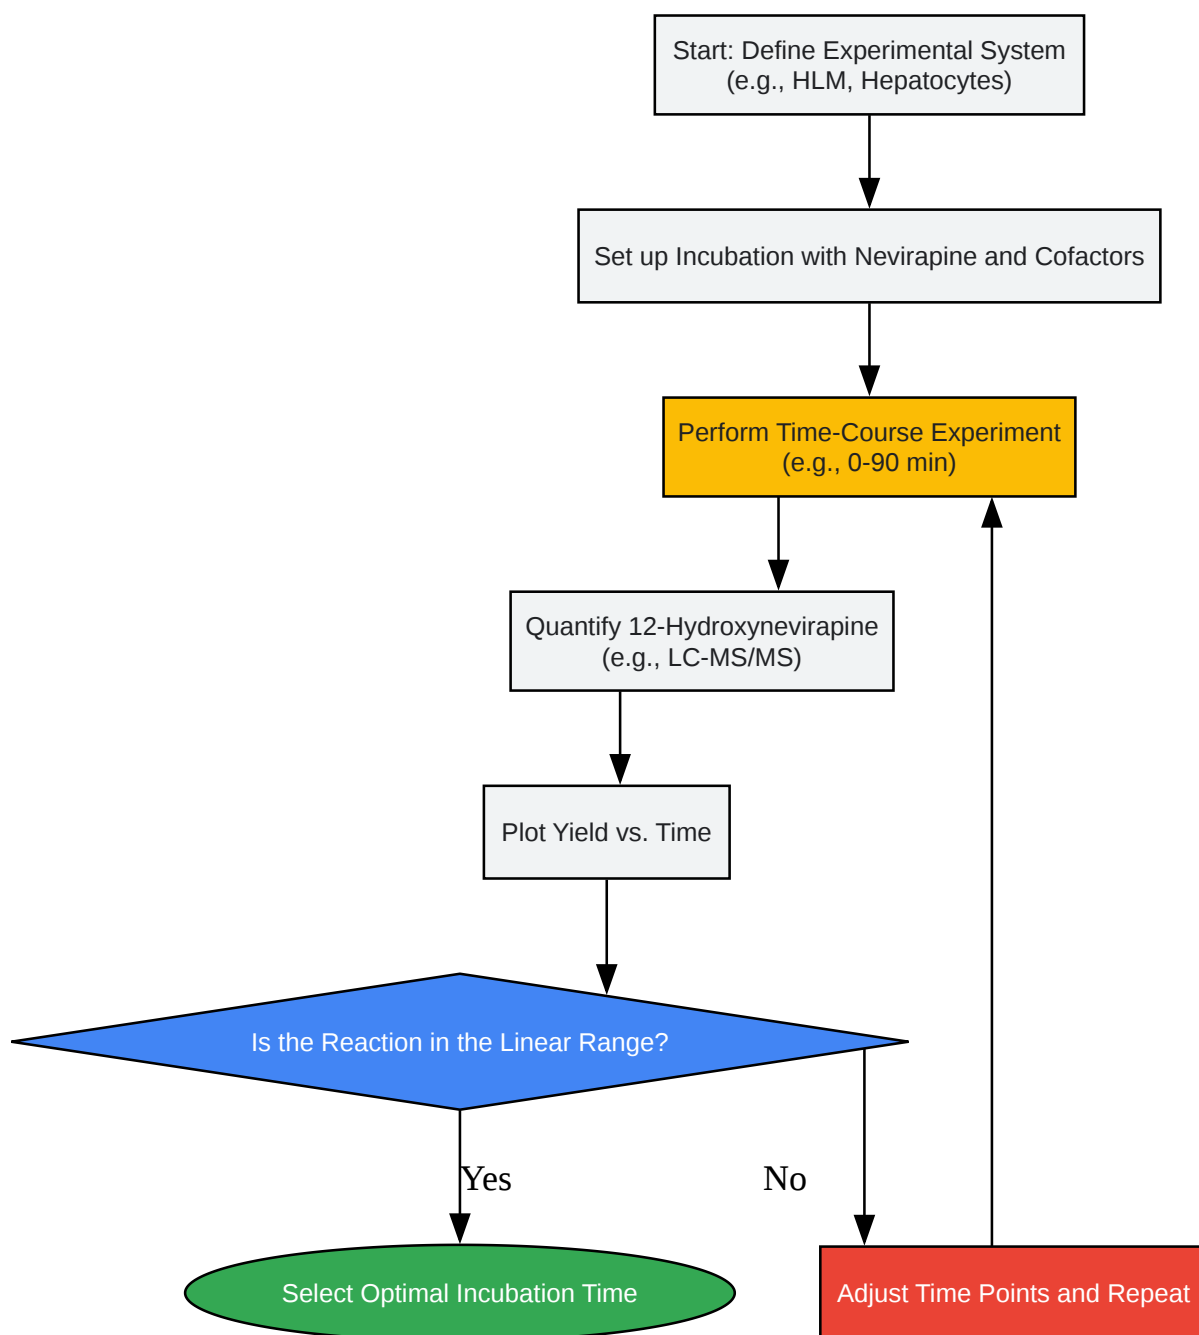 Start: Define Experimental System
(e.g., HLM, Hepatocytes)
Set up Incubation with Nevirapine and Cofactors
Perform Time-Course Experiment
(e.g., 0-90 min)
Quantify 12-Hydroxynevirapine
(e.g., LC-MS/MS)
Plot Yield vs. Time
Is the Reaction in the Linear Range?
Yes
No
Select Optimal Incubation Time
Adjust Time Points and Repeat